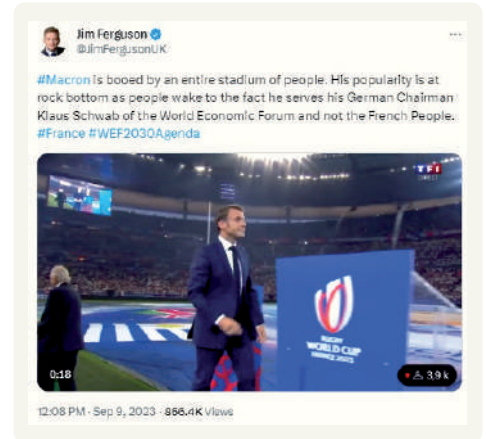 Jim Ferguson
@JimFergusonUK
#Macron is booed by an entire stadium of people. His popularity is at
rock bottom as people wake to the fact he serves his German Chairman
Klaus Schwab of the World Economic Forum and not the French People.
#France #WEF2030Agenda
TF1
DIRECT
RUGBY
WORLD CUP
FRANCE 2023
0:18
3,9 k
12:08 PM · Sep 9, 2023 · 856.4K Views